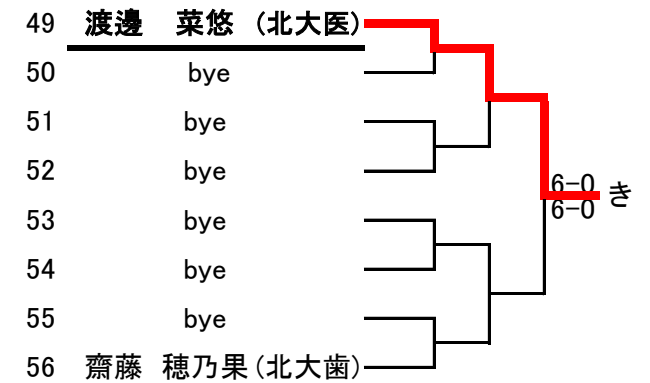 49 渡邊 菜悠 (北大医)
50 bye
51 bye
52 bye
6-0 き
6-0
53 bye
54 bye
55 bye
56 齋藤 穂乃果(北大歯)